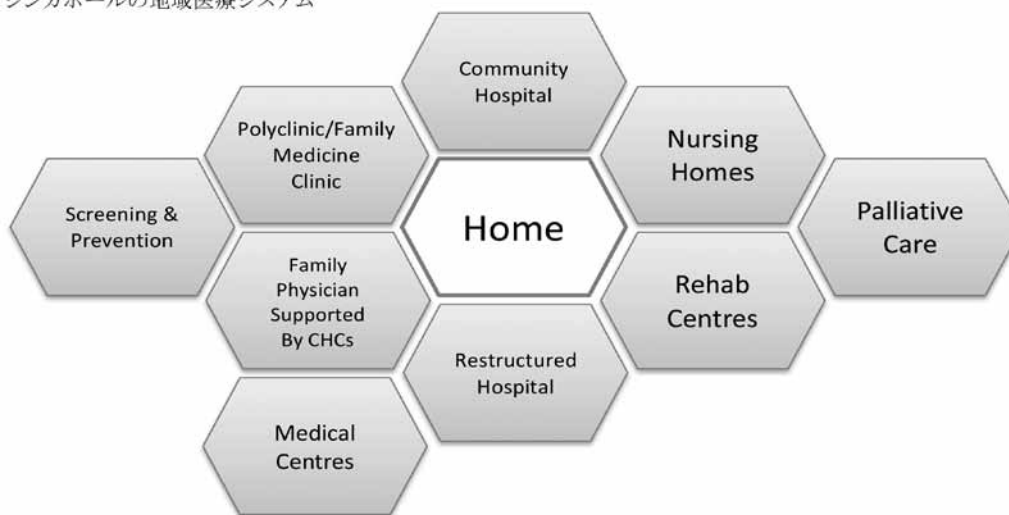 シンガポールの地域医療システム
Community
Hospital
Polyclinic/Family
Medicine
Clinic
Nursing
Homes
Screening &
Prevention
Home
Palliative
Care
Family
Physician
Supported
By CHCs
Rehab
Centres
Restructured
Hospital
Medical
Centres